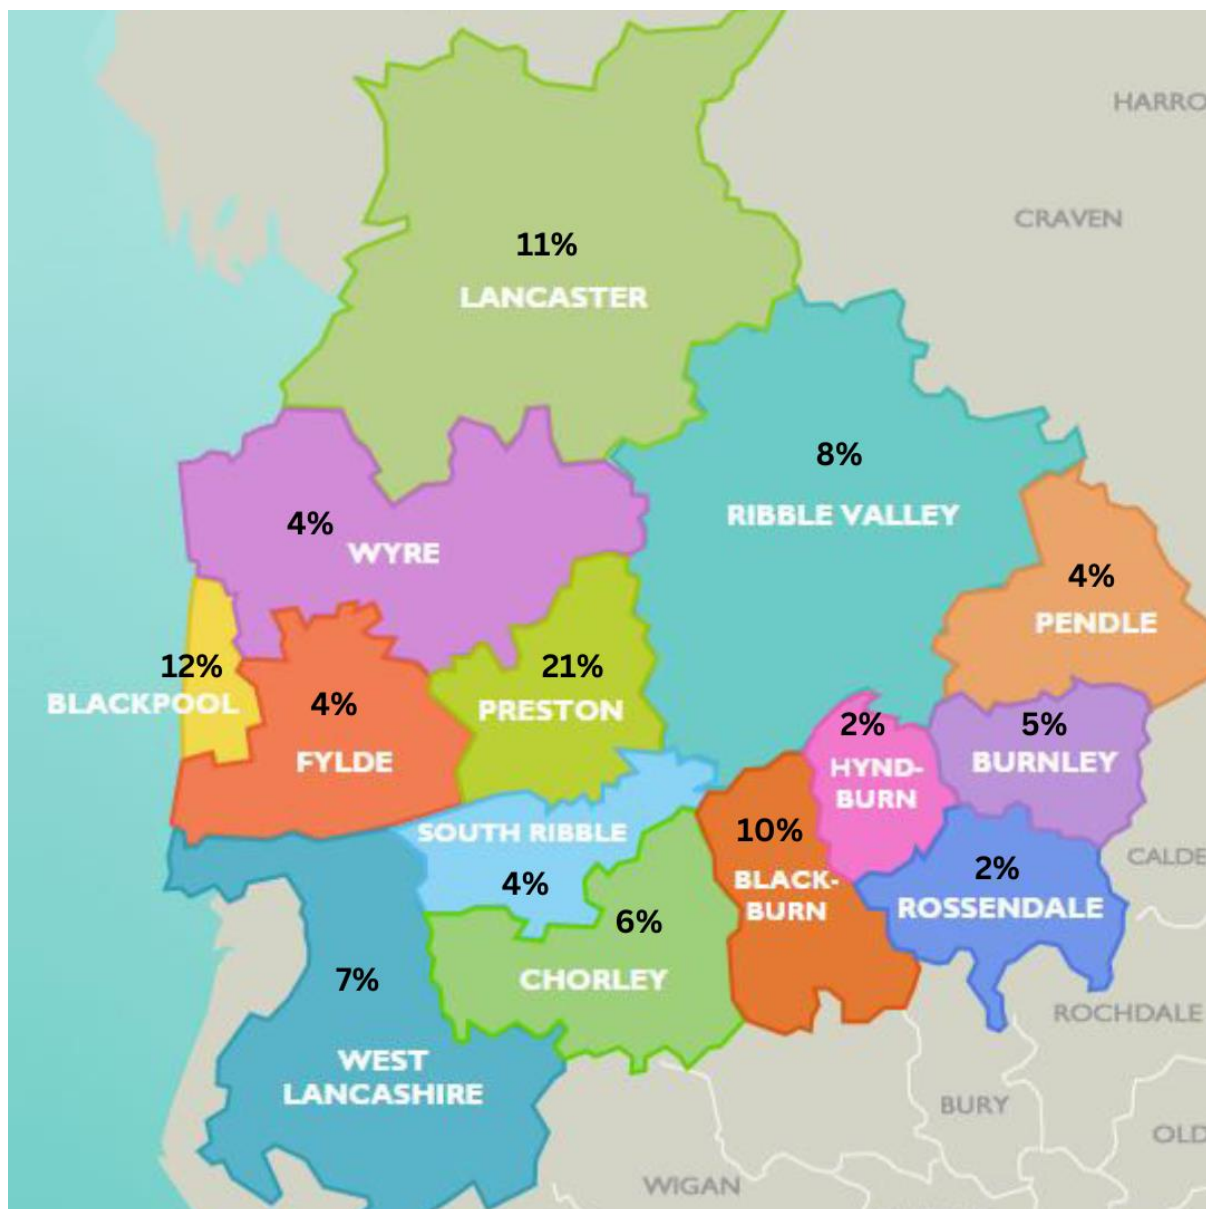 HARRO
CRAVEN
11%
LANCASTER
8%
RIBBLE VALLEY
4%
WYRE
4%
PENDLE
12%
BLACKPOOL
4%
FYLDE
21%
PRESTON
2%
HYND-
BURN
5%
BURNLEY
SOUTH RIBBLE
4%
10%
BLACK-
BURN
2%
ROSSENDALE
CALDE
6%
CHORLEY
7%
WEST
LANCASHIRE
ROCHDALE
BURY
OLD
WIGAN